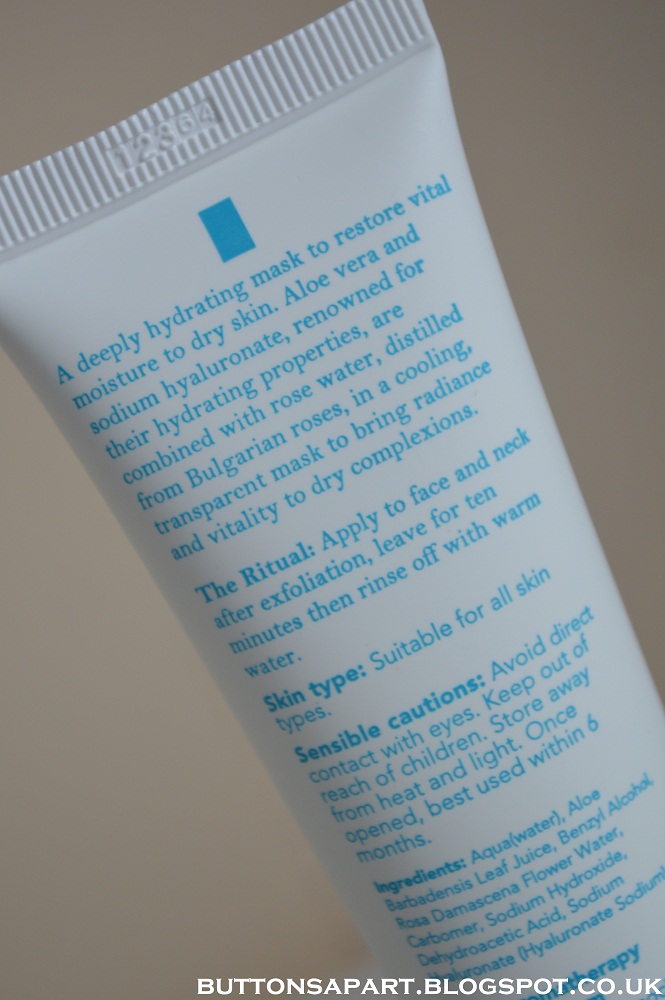 12364
A deeply hydrating mask to restore vital
moisture to dry skin. Aloe vera and
sodium hyaluronate, renowned for
their hydrating properties, are
combined with rose water, distilled
from Bulgarian roses, in a cooling,
transparent mask to bring radiance
and vitality to dry complexions.
The Ritual: Apply to face and neck
after exfoliation, leave for ten
minutes then rinse off with warm
water.
Skin type: Suitable for all skin
types.
Sensible cautions: Avoid direct
contact with eyes. Keep out of
reach of children. Store away
from heat and light. Once
opened, best used within 6
months.
Ingredients: Aqua(water), Aloe
Barbadensis Leaf Juice, Benzyl Alcohol,
Rosa Damascena Flower Water,
Carbomer, Sodium Hydroxide,
Dehydroacetic Acid, Sodium
Hyaluronate (Hyaluronate Sodium)
BUTTONSAPART.BLOGSPOT.CO.UK